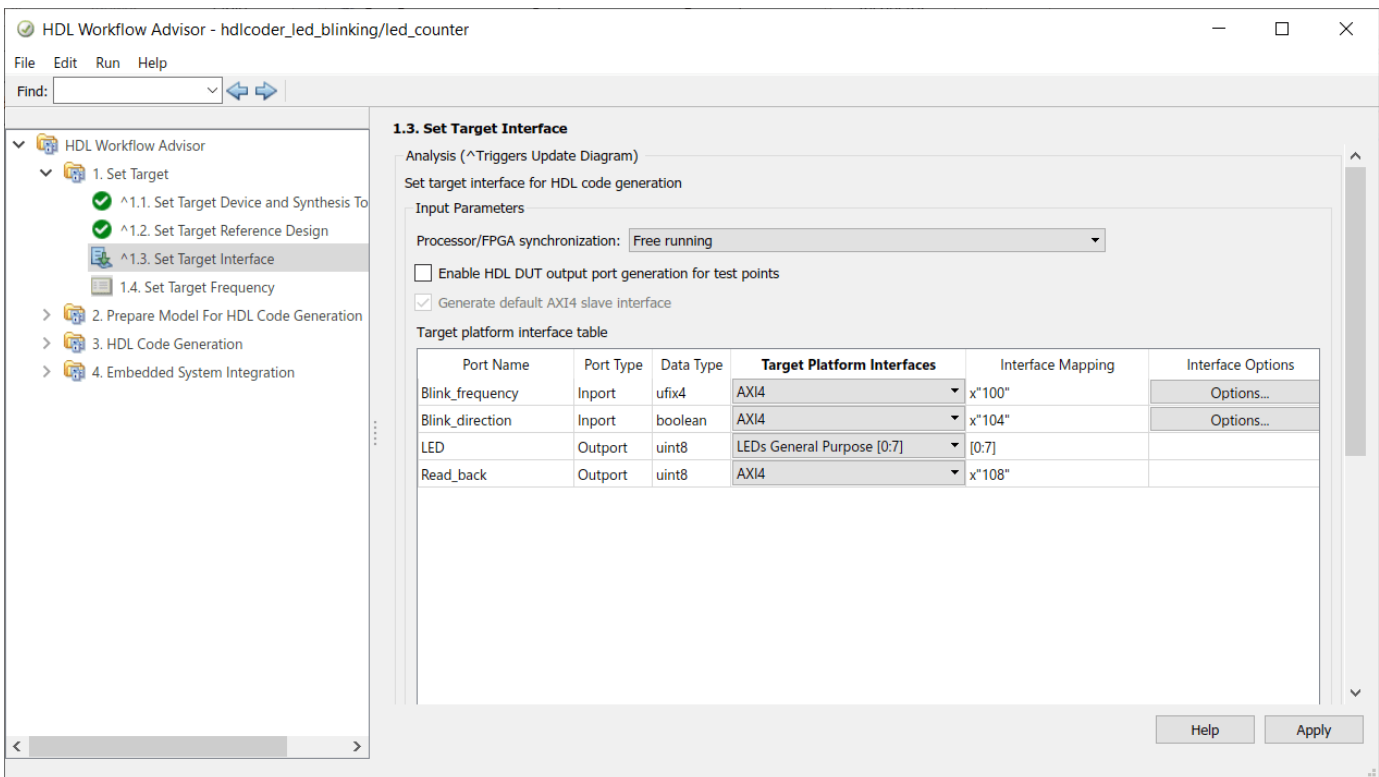 HDL Workflow Advisor - hdlcoder_led_blinking/led_counter
File Edit Run Help
Find:
HDL Workflow Advisor
1. Set Target
^1.1. Set Target Device and Synthesis To
^1.2. Set Target Reference Design
^1.3. Set Target Interface
1.4. Set Target Frequency
2. Prepare Model For HDL Code Generation
3. HDL Code Generation
4. Embedded System Integration
1.3. Set Target Interface
Analysis (^Triggers Update Diagram)
Set target interface for HDL code generation
Input Parameters
Processor/FPGA synchronization: Free running
Enable HDL DUT output port generation for test points
Generate default AXI4 slave interface
Target platform interface table
Port Name Port Type Data Type Target Platform Interfaces Interface Mapping Interface Options
Blink_frequency Inport ufix4 AXI4 x"100" Options...
Blink_direction Inport boolean AXI4 x"104" Options...
LED Outport uint8 LEDs General Purpose [0:7] [0:7]
Read_back Outport uint8 AXI4 x"108"
Help Apply